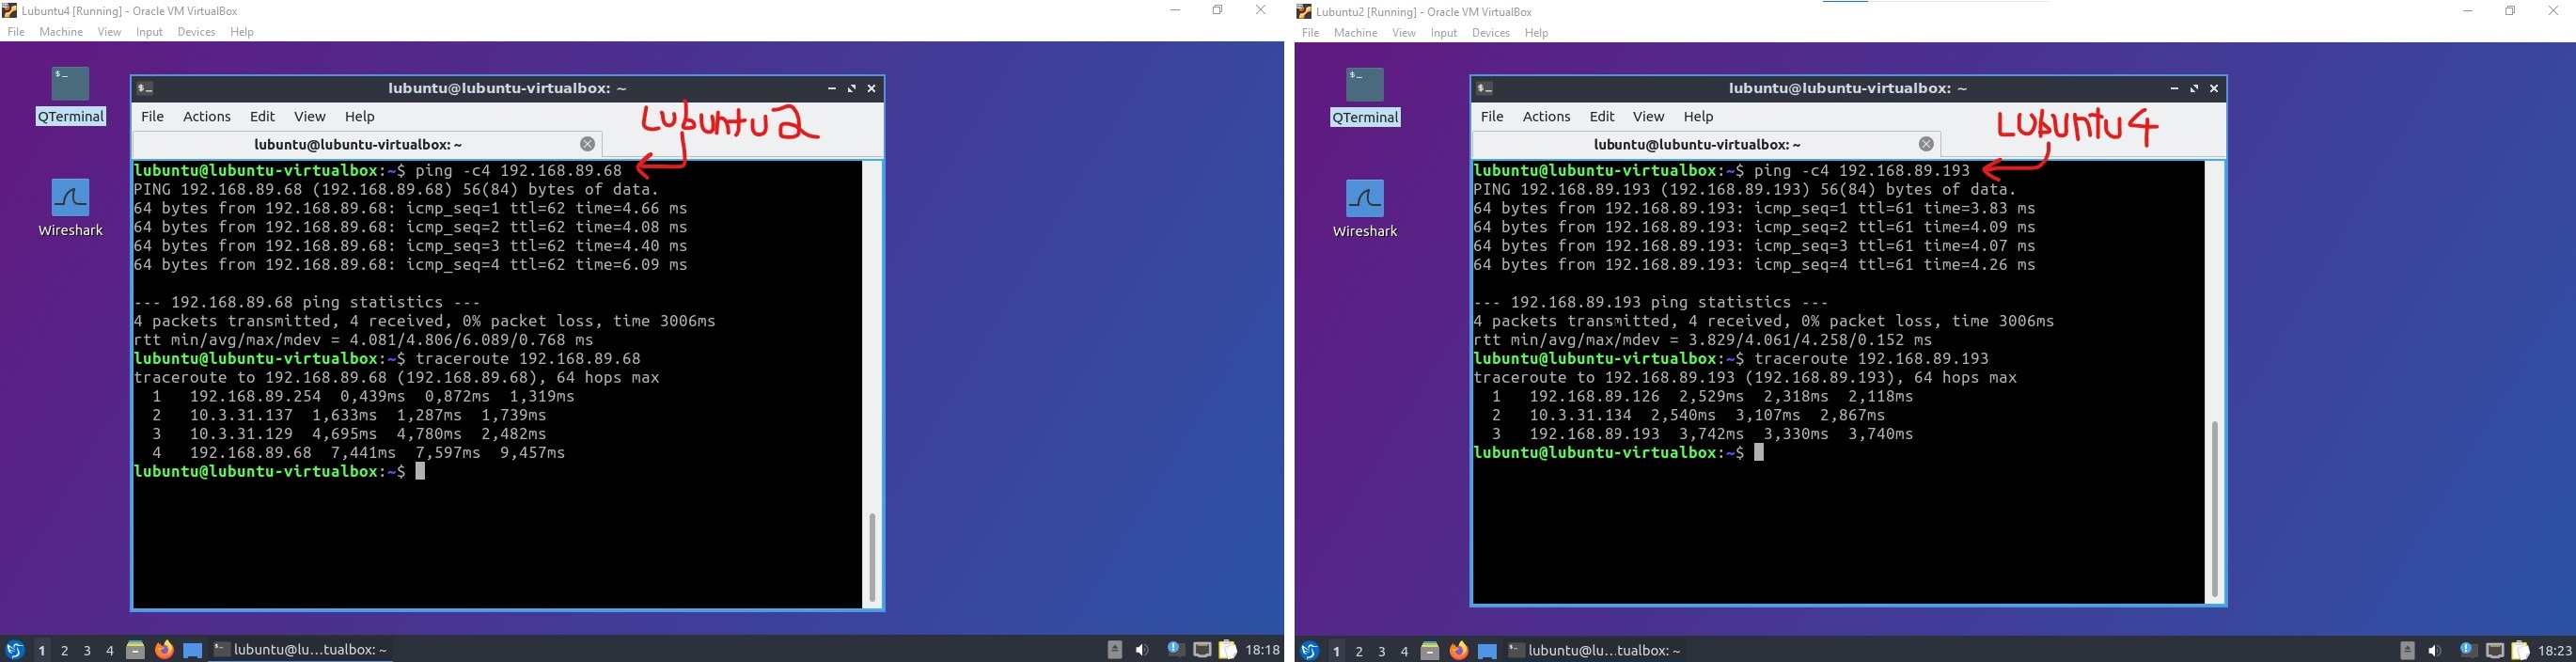 Lubuntu4 [Running] - Oracle VM VirtualBox
File Machine View Input Devices Help
QTerminal
Wireshark
lubuntu@lubuntu-virtualbox: ~
File Actions Edit View Help
Lubuntu2
lubuntu@lubuntu-virtualbox: ~
lubuntu@lubuntu-virtualbox:~$ ping -c4 192.168.89.68
PING 192.168.89.68 (192.168.89.68) 56(84) bytes of data.
64 bytes from 192.168.89.68: icmp_seq=1 ttl=62 time=4.66 ms
64 bytes from 192.168.89.68: icmp_seq=2 ttl=62 time=4.08 ms
64 bytes from 192.168.89.68: icmp_seq=3 ttl=62 time=4.40 ms
64 bytes from 192.168.89.68: icmp_seq=4 ttl=62 time=6.09 ms
--- 192.168.89.68 ping statistics ---
4 packets transmitted, 4 received, 0% packet loss, time 3006ms
rtt min/avg/max/mdev = 4.081/4.806/6.089/0.768 ms
lubuntu@lubuntu-virtualbox:~$ traceroute 192.168.89.68
traceroute to 192.168.89.68 (192.168.89.68), 64 hops max
1 192.168.89.254 0,439ms 0,872ms 1,319ms
2 10.3.31.137 1,633ms 1,287ms 1,739ms
3 10.3.31.129 4,695ms 4,780ms 2,482ms
4 192.168.89.68 7,441ms 7,597ms 9,457ms
lubuntu@lubuntu-virtualbox:~$
1 2 3 4 lubuntu@lu...tualbox: ~ 18:18
Lubuntu2 [Running] - Oracle VM VirtualBox
File Machine View Input Devices Help
QTerminal
Wireshark
lubuntu@lubuntu-virtualbox: ~
File Actions Edit View Help
Lubuntu4
lubuntu@lubuntu-virtualbox: ~
lubuntu@lubuntu-virtualbox:~$ ping -c4 192.168.89.193
PING 192.168.89.193 (192.168.89.193) 56(84) bytes of data.
64 bytes from 192.168.89.193: icmp_seq=1 ttl=61 time=3.83 ms
64 bytes from 192.168.89.193: icmp_seq=2 ttl=61 time=4.09 ms
64 bytes from 192.168.89.193: icmp_seq=3 ttl=61 time=4.07 ms
64 bytes from 192.168.89.193: icmp_seq=4 ttl=61 time=4.26 ms
--- 192.168.89.193 ping statistics ---
4 packets transmitted, 4 received, 0% packet loss, time 3006ms
rtt min/avg/max/mdev = 3.829/4.061/4.258/0.152 ms
lubuntu@lubuntu-virtualbox:~$ traceroute 192.168.89.193
traceroute to 192.168.89.193 (192.168.89.193), 64 hops max
1 192.168.89.126 2,529ms 2,318ms 2,118ms
2 10.3.31.134 2,540ms 3,107ms 2,867ms
3 192.168.89.193 3,742ms 3,330ms 3,740ms
lubuntu@lubuntu-virtualbox:~$
1 2 3 4 lubuntu@lu...tualbox: ~ 18:23